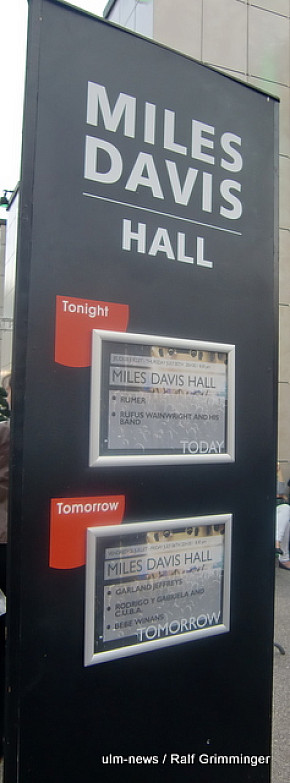 MILES
DAVIS
HALL
Tonight
MILES DAVIS HALL
RUMER
RUFUS WAINWRIGHT AND HIS
BAND
TODAY
Tomorrow
MILES DAVIS HALL
GARLAND JEFFREYS
RODRIGO Y GABRIELA AND
C.U.B.A.
BEBE WINANS
TOMORROW
ulm-news / Ralf Grimminger